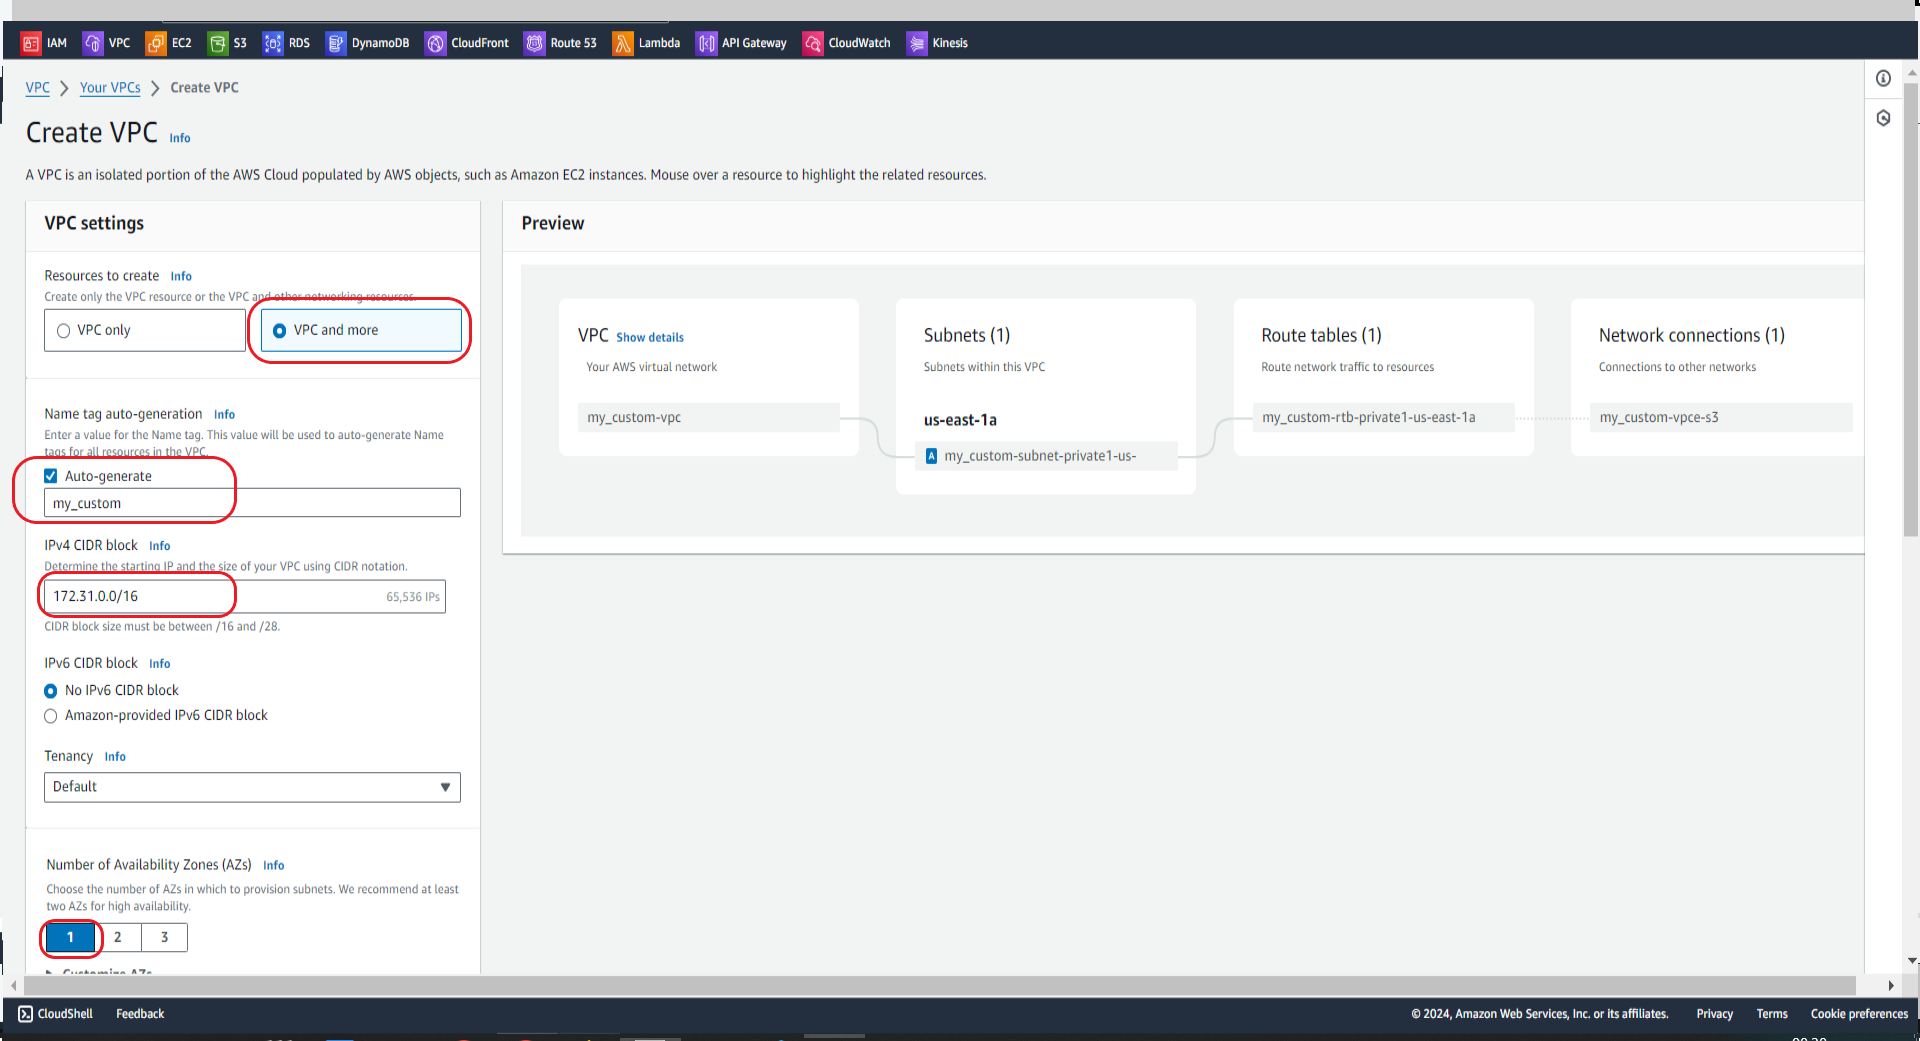 IAM VPC EC2 S3 RDS DynamoDB CloudFront Route 53 Lambda API Gateway CloudWatch Kinesis
VPC Your VPCs Create VPC
Create VPC Info
A VPC is an isolated portion of the AWS Cloud populated by AWS objects, such as Amazon EC2 instances. Mouse over a resource to highlight the related resources.
VPC settings
Resources to create Info
Create only the VPC resource or the VPC and other networking resources.
VPC only
VPC and more
Name tag auto-generation Info
Enter a value for the Name tag. This value will be used to auto-generate Name
tags for all resources in the VPC.
Auto-generate
my_custom
IPv4 CIDR block Info
Determine the starting IP and the size of your VPC using CIDR notation.
172.31.0.0/16 65,536 IPs
CIDR block size must be between /16 and /28.
IPv6 CIDR block Info
No IPv6 CIDR block
Amazon-provided IPv6 CIDR block
Tenancy Info
Default
Number of Availability Zones (AZs) Info
Choose the number of AZs in which to provision subnets. We recommend at least
two AZs for high availability.
1 2 3
Customize AZs
Preview
VPC Show details
Your AWS virtual network
my_custom-vpc
Subnets (1)
Subnets within this VPC
us-east-1a
A my_custom-subnet-private1-us-
Route tables (1)
Route network traffic to resources
my_custom-rtb-private1-us-east-1a
Network connections (1)
Connections to other networks
my_custom-vpce-s3
CloudShell Feedback © 2024, Amazon Web Services, Inc. or its affiliates. Privacy Terms Cookie preferences